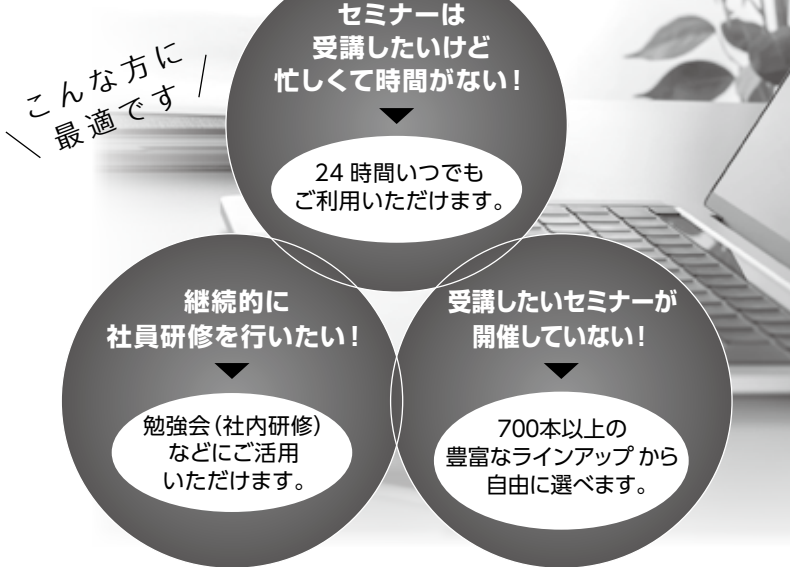 こんな方に
最適です
セミナーは
受講したいけど
忙しくて時間がない！
24時間いつでも
ご利用いただけます。
継続的に
社員研修を行いたい！
勉強会（社内研修）
などにご活用
いただけます。
受講したいセミナーが
開催していない！
700本以上の
豊富なラインアップから
自由に選べます。